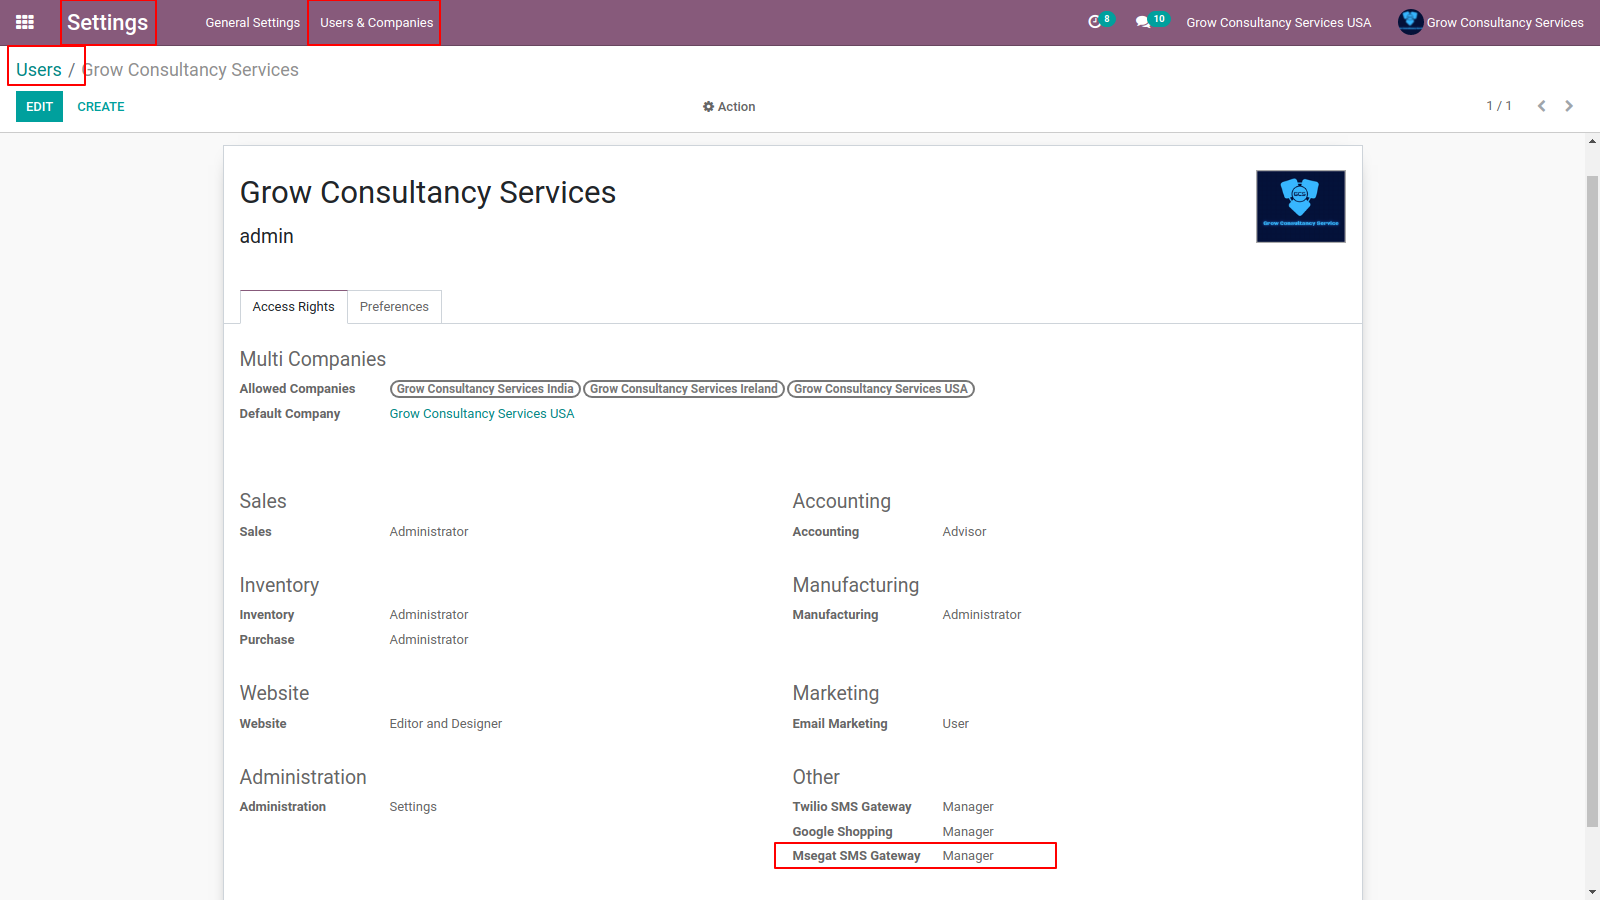 Settings General Settings Users & Companies 8 10 Grow Consultancy Services USA Grow Consultancy Services
Users / Grow Consultancy Services
EDIT CREATE Action 1 / 1
Grow Consultancy Services
admin
GCS
Grow Consultancy Service
Access Rights Preferences
Multi Companies
Allowed Companies Grow Consultancy Services India Grow Consultancy Services Ireland Grow Consultancy Services USA
Default Company Grow Consultancy Services USA
Sales Accounting
Sales Administrator Accounting Advisor
Inventory Manufacturing
Inventory Administrator Manufacturing Administrator
Purchase Administrator
Website Marketing
Website Editor and Designer Email Marketing User
Administration Other
Administration Settings Twilio SMS Gateway Manager
Google Shopping Manager
Msegat SMS Gateway Manager